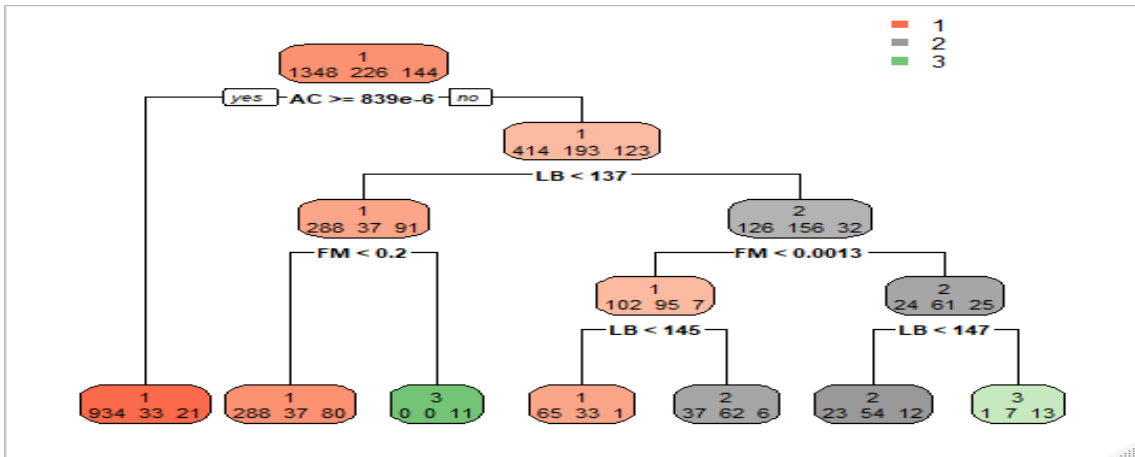 1
2
3
1
1348 226 144
yes AC >= 839e-6 no
1
414 193 123
LB < 137
1
288 37 91
2
126 156 32
FM < 0.2
FM < 0.0013
1
102 95 7
2
24 61 25
LB < 145
LB < 147
1
934 33 21
1
288 37 80
3
0 0 11
1
65 33 1
2
37 62 6
2
23 54 12
3
1 7 13